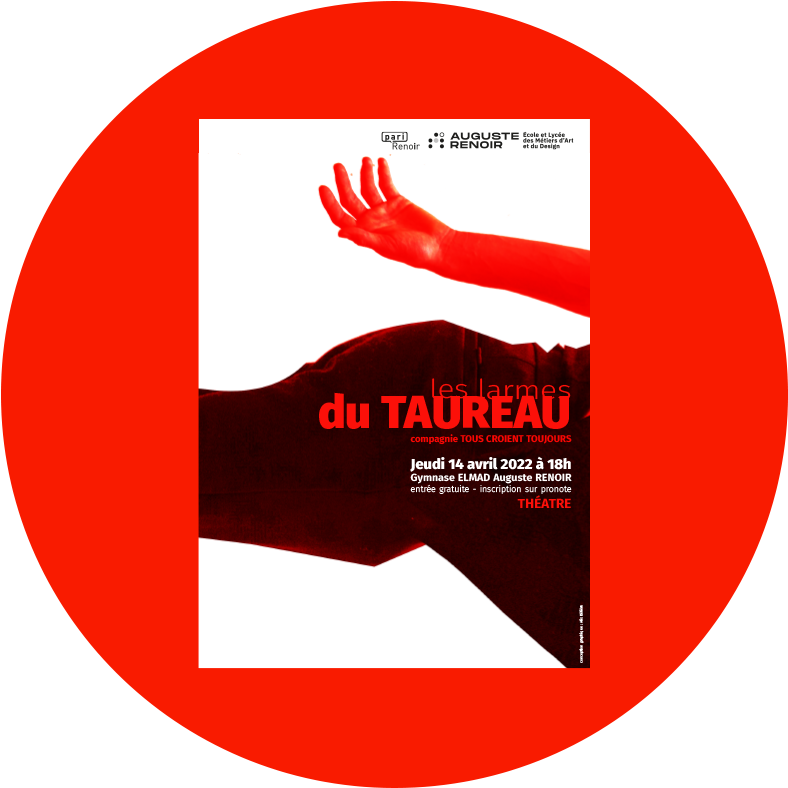 pari
Renoir
AUGUSTE
RENOIR
École et Lycée
des Métiers d'Art
et du Design
les larmes
du TAUREAU
compagnie TOUS CROIENT TOUJOURS
Jeudi 14 avril 2022 à 18h
Gymnase ELMAD Auguste RENOIR
entrée gratuite - inscription sur pronote
THÉATRE